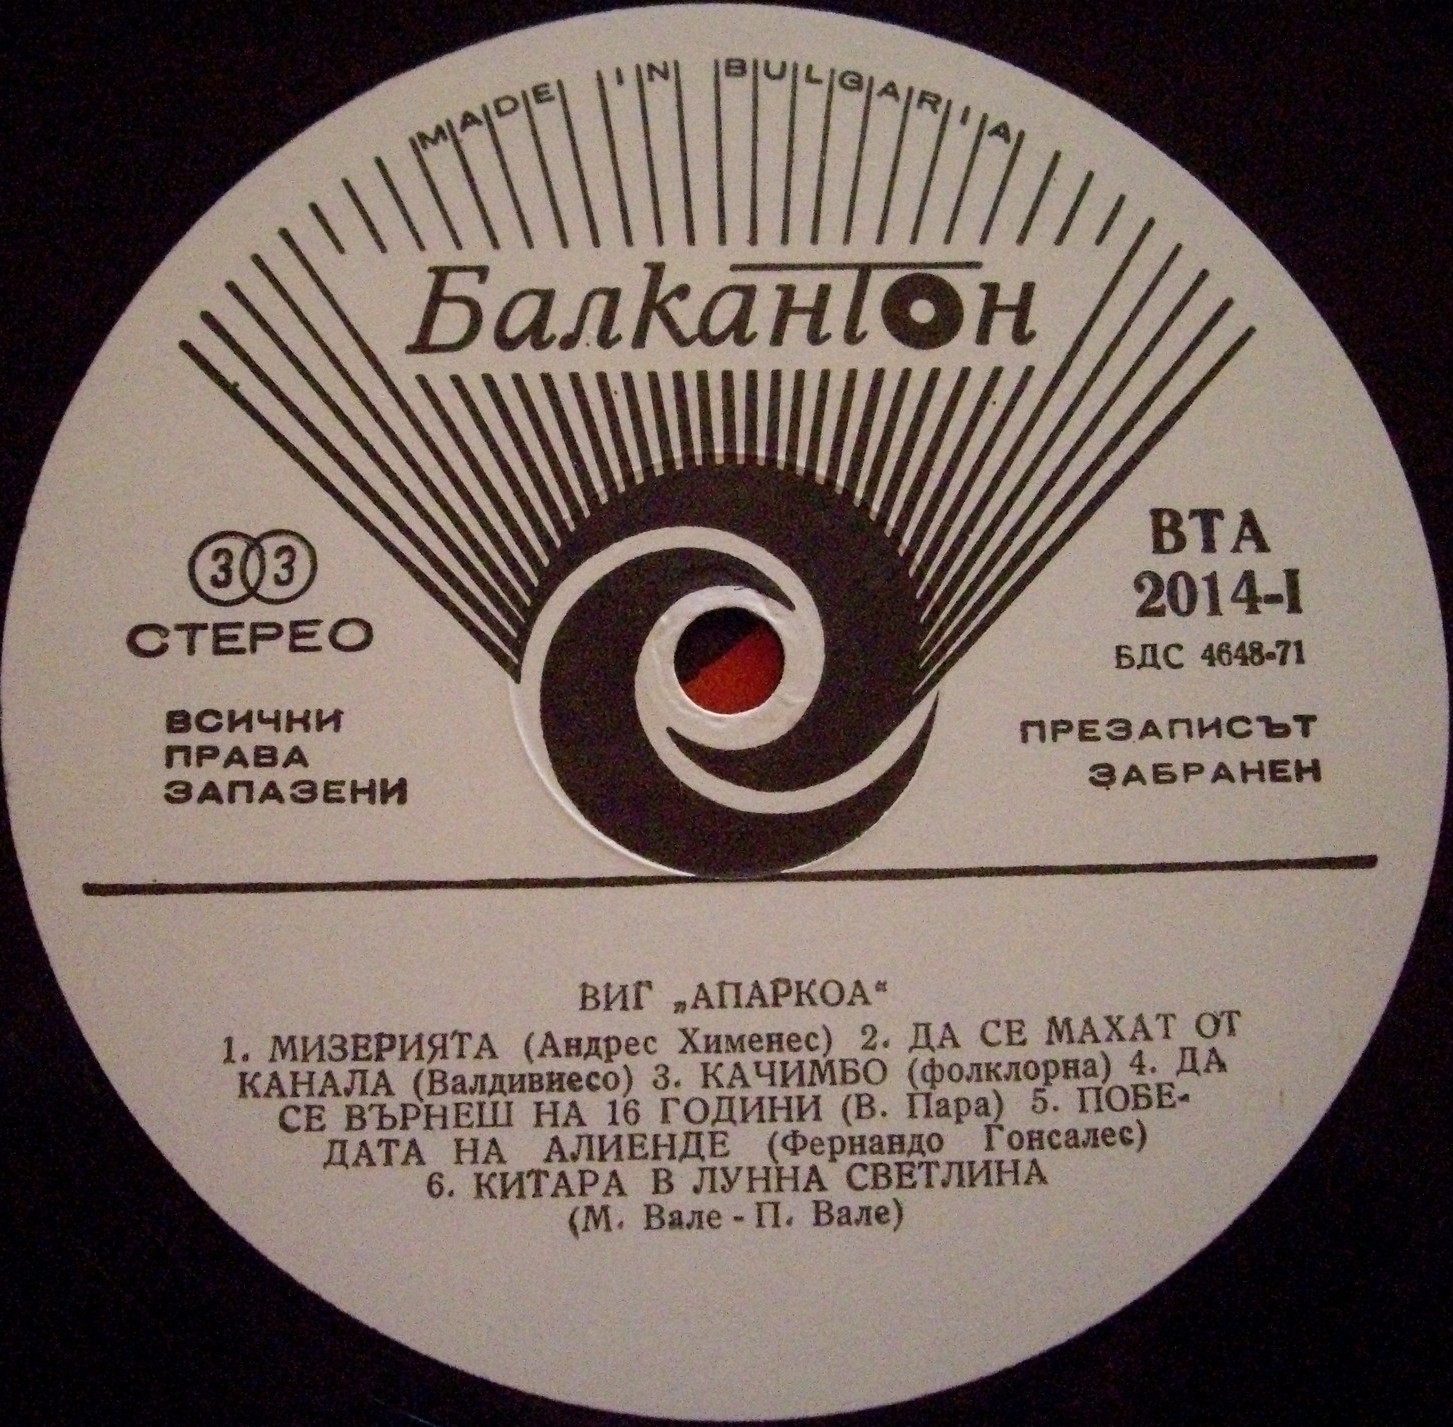 MADE IN BULGARIA
Балкантон
33
СТЕРЕО
ВСИЧКИ
ПРАВА
ЗАПАЗЕНИ
ВТА
2014-I
БДС 4648-71
ПРЕЗАПИСЪТ
ЗАБРАНЕН
ВИГ „АПАРКОА“
1. МИЗЕРИЯТА (Андрес Хименес) 2. ДА СЕ МАХАТ ОТ
КАНАЛА (Валдивиесо) 3. КАЧИМБО (фолклорна) 4. ДА
СЕ ВЪРНЕШ НА 16 ГОДИНИ (В. Пара) 5. ПОБЕ-
ДАТА НА АЛИЕНДЕ (Фернандо Гонсалес)
6. КИТАРА В ЛУННА СВЕТЛИНА
(М. Вале - П. Вале)